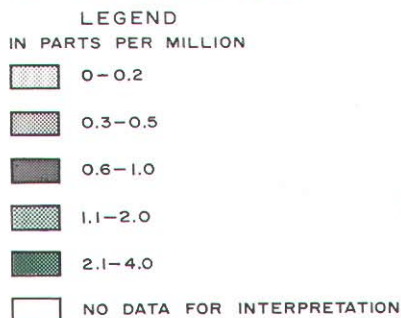 LEGEND
IN PARTS PER MILLION
0-0.2
0.3-0.5
0.6-1.0
1.1-2.0
2.1-4.0
NO DATA FOR INTERPRETATION